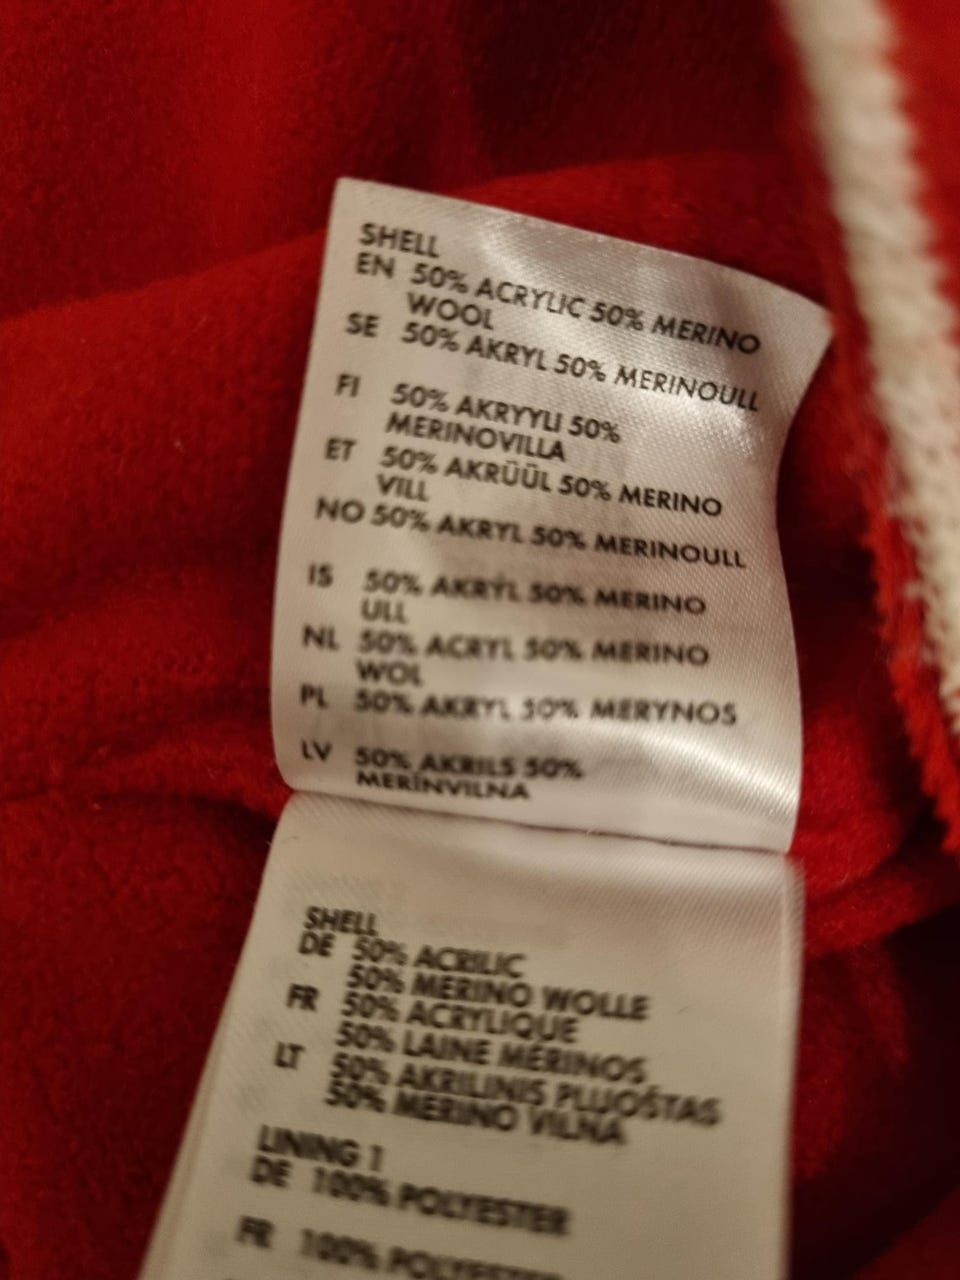 SHELL
EN 50% ACRYLIC 50% MERINO
WOOL
SE 50% AKRYL 50% MERINOULL
FI 50% AKRYYLI 50%
MERINOVILLA
ET 50% AKRÜÜL 50% MERINO
VILL
NO 50% AKRYL 50% MERINOULL
IS 50% AKRÝL 50% MERINO
ULL
NL 50% ACRYL 50% MERINO
WOL
PL 50% AKRYL 50% MERYNOS
LV 50% AKRILS 50%
MERĪNVILNA
SHELL
DE 50% ACRILIC
50% MERINO WOLLE
FR 50% ACRYLIQUE
50% LAINE MÉRINOS
LT 50% AKRILINIS PLUOŠTAS
50% MERINO VILNA
LINING 1
DE 100% POLYESTER
FR 100% POLYESTER